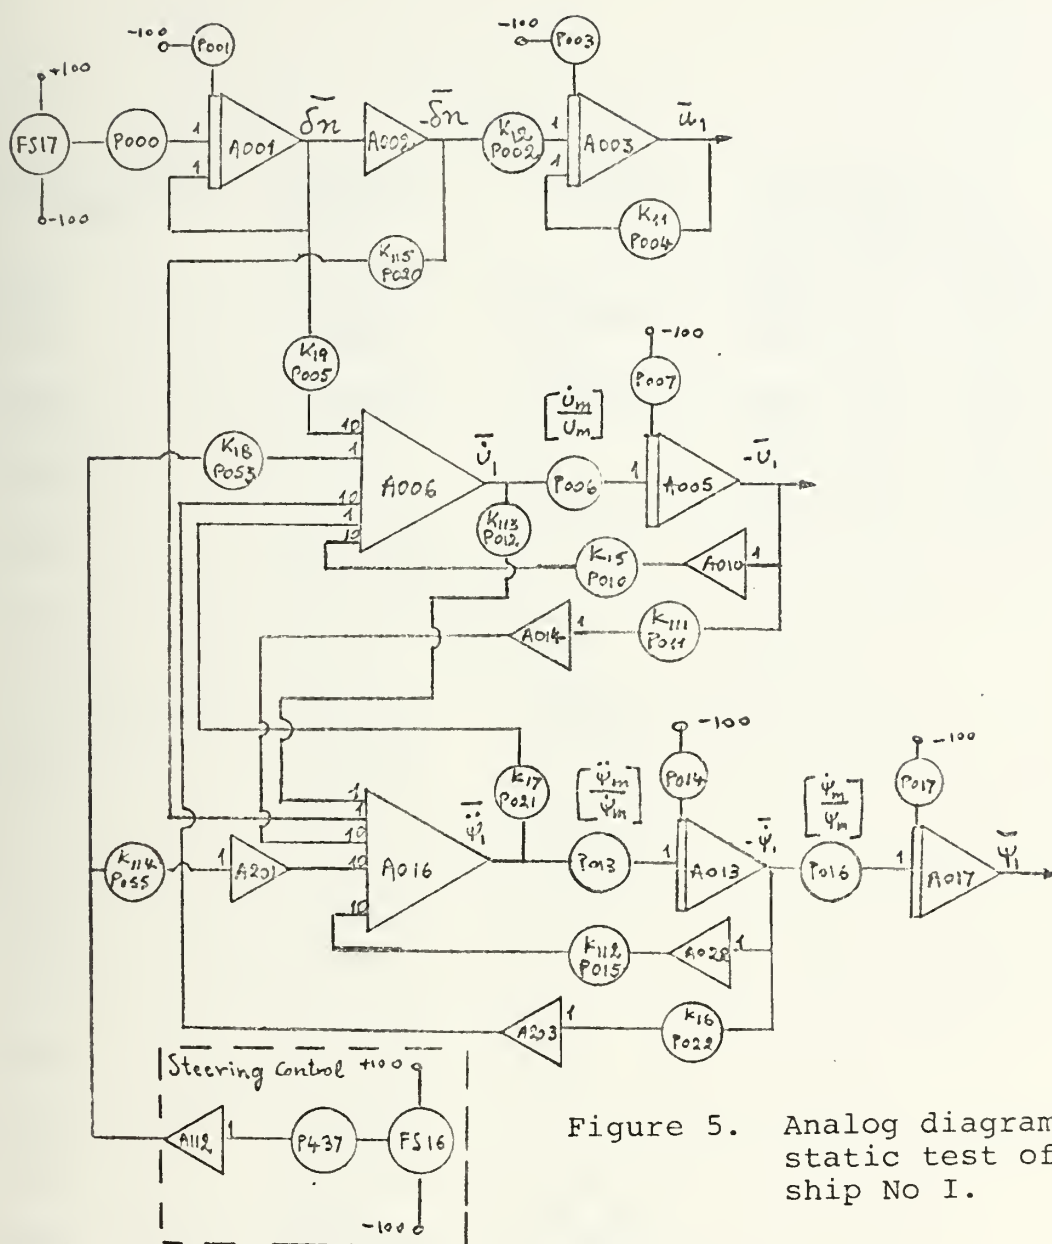 -100
P001
-100
P003
+100
FS17
P000
1
1
A001
δn
A002
-δn
K12
P002
1
1
A003
ū1
-100
K11
P004
K115
P020
K19
P005
-100
P007
K18
P053
10
1
10
1
10
A006
U̇1
[U̇m/Um]
P006
1
A005
-Ū1
K113
P012
K15
P010
A010
1
A014
1
K111
P011
-100
P014
-100
P017
K17
P021
[ψ̈m/ψ̇m]
[ψ̇m/ψm]
1
1
10
10
10
A016
ψ̈1
P013
1
A013
-ψ̇1
P016
1
A017
ψ̄1
K114
P055
1
A201
K112
P015
A028
1
A203
1
K16
P022
Steering Control
+100
A112
1
P437
FS16
-100
Figure 5. Analog diagram
static test of
ship No I.